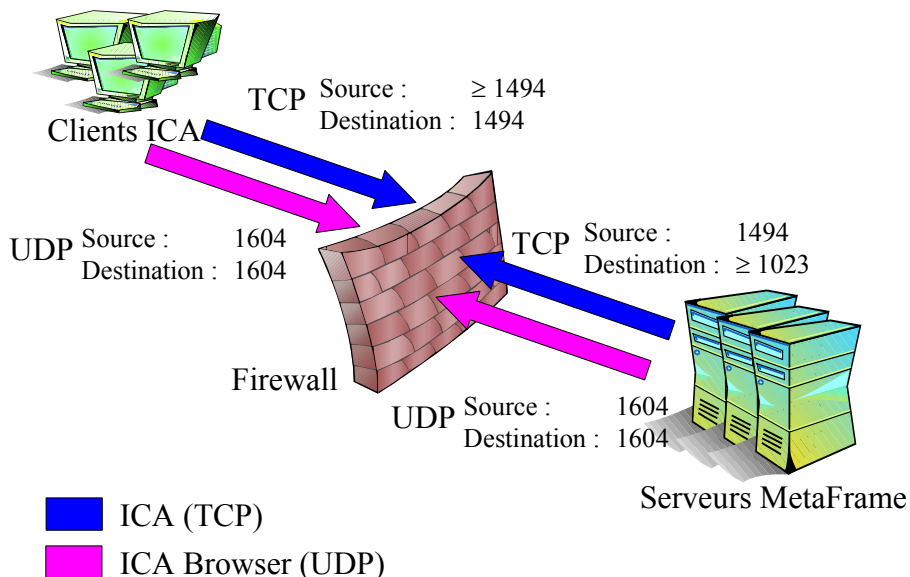 TCP Source : ≥ 1494
Destination : 1494
Clients ICA
UDP Source : 1604
Destination : 1604
TCP Source : 1494
Destination : ≥ 1023
Firewall
UDP Source : 1604
Destination : 1604
Serveurs MetaFrame
ICA (TCP)
ICA Browser (UDP)